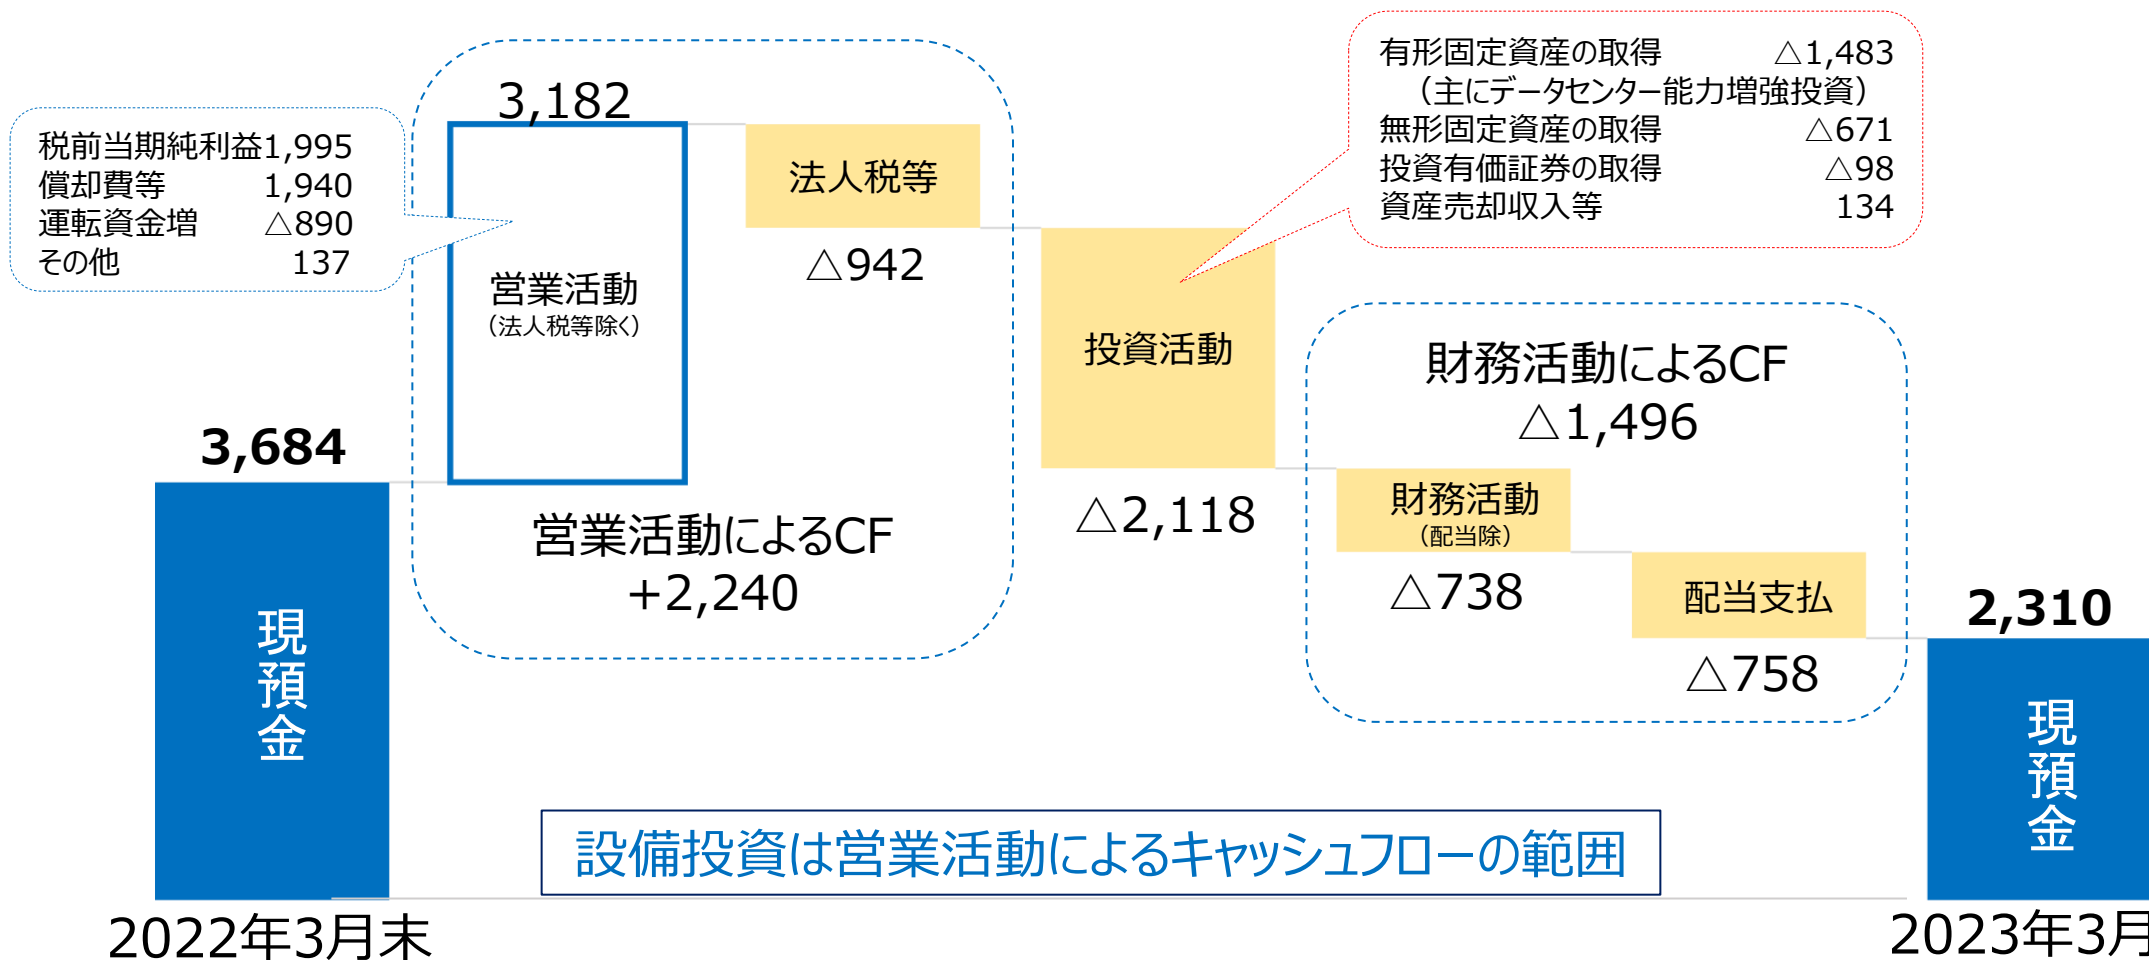 税前当期純利益1,995
償却費等 1,940
運転資金増 △890
その他 137
3,182
営業活動
（法人税等除く）
法人税等
△942
営業活動によるCF
+2,240
有形固定資産の取得 △1,483
（主にデータセンター能力増強投資）
無形固定資産の取得 △671
投資有価証券の取得 △98
資産売却収入等 134
投資活動
△2,118
財務活動によるCF
△1,496
財務活動
（配当除）
△738
配当支払
△758
3,684
現預金
2022年3月末
2,310
現預金
2023年3月
設備投資は営業活動によるキャッシュフローの範囲